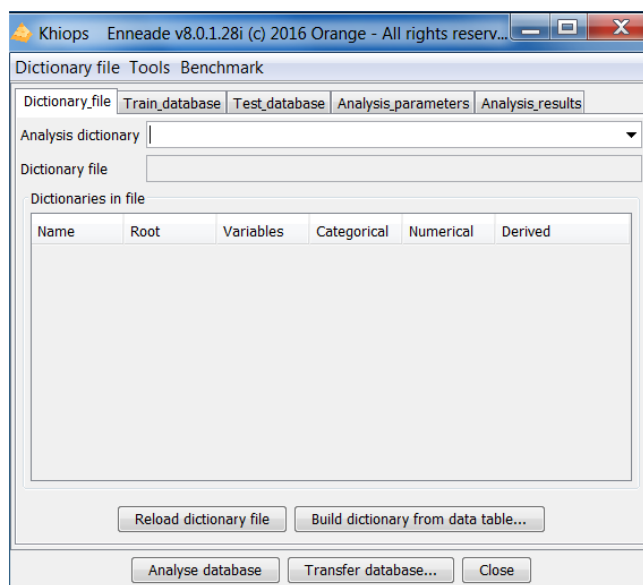 Khiops Enneade v8.0.1.28i (c) 2016 Orange - All rights reserv...
Dictionary file Tools Benchmark
Dictionary_file Train_database Test_database Analysis_parameters Analysis_results
Analysis dictionary
Dictionary file
Dictionaries in file
Name Root Variables Categorical Numerical Derived
Reload dictionary file Build dictionary from data table...
Analyse database Transfer database... Close